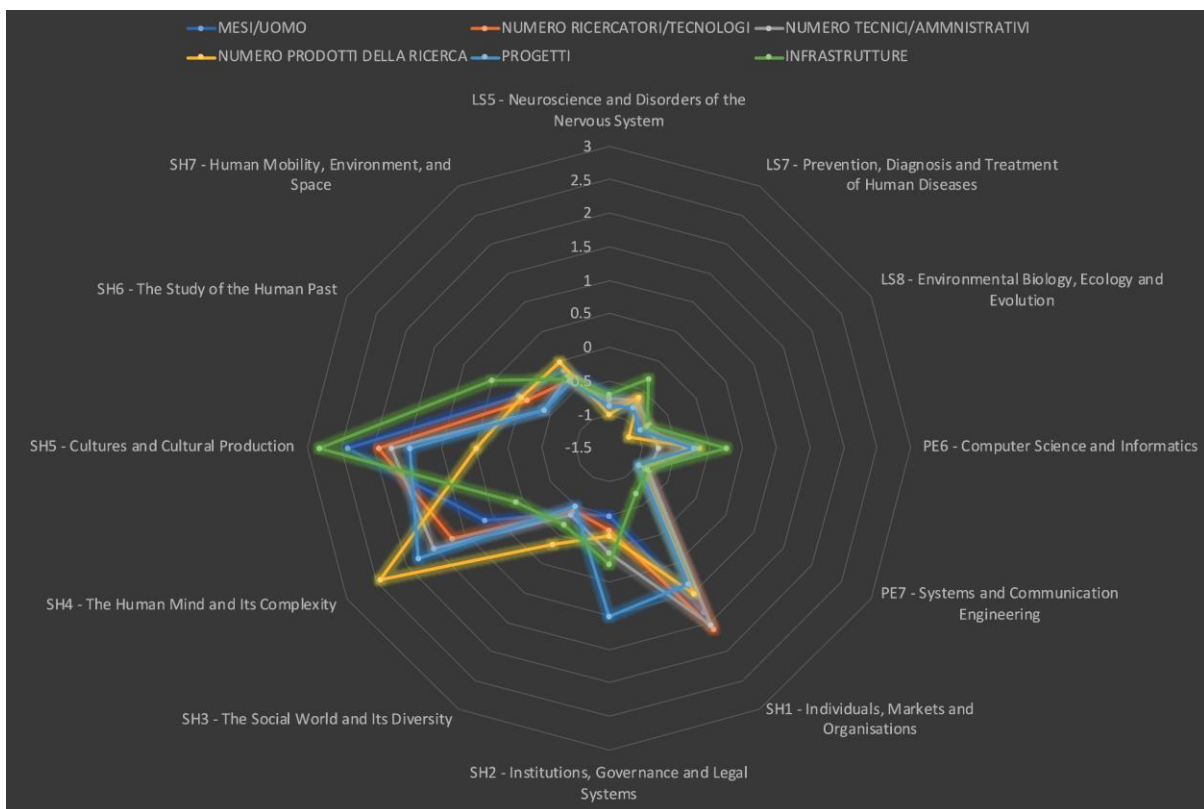 MESI/UOMO
NUMERO RICERCATORI/TECNOLOGI
NUMERO TECNICI/AMMNISTRATIVI
NUMERO PRODOTTI DELLA RICERCA
PROGETTI
INFRASTRUTTURE
LS5 - Neuroscience and Disorders of the
Nervous System
SH7 - Human Mobility, Environment, and
Space
LS7 - Prevention, Diagnosis and Treatment
of Human Diseases
3
2.5
2
1.5
1
0.5
0
-0.5
-1
-1.5
SH6 - The Study of the Human Past
LS8 - Environmental Biology, Ecology and
Evolution
SH5 - Cultures and Cultural Production
PE6 - Computer Science and Informatics
SH4 - The Human Mind and Its Complexity
PE7 - Systems and Communication
Engineering
SH3 - The Social World and Its Diversity
SH1 - Individuals, Markets and
Organisations
SH2 - Institutions, Governance and Legal
Systems